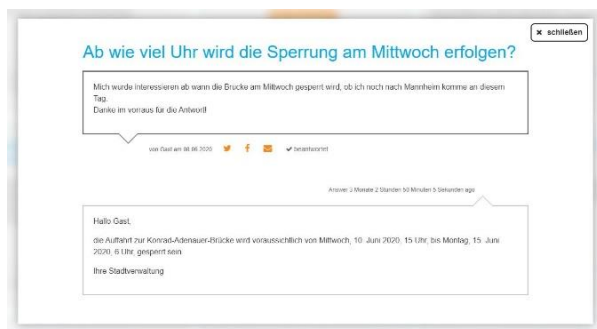 ✖ schließen
Ab wie viel Uhr wird die Sperrung am Mittwoch erfolgen?
Mich wurde interessieren ab wann die Brucke am Mittwoch gesperrt wird, ob ich noch nach Mannheim komme an diesem
Tag.
Danke im vorraus für die Antwort!
von Gast am 08.06.2020 ✔ beantwortet
Answer 3 Monate 2 Stunden 50 Minuten 5 Sekunden ago
Hallo Gast,
die Auffahrt zur Konrad-Adenauer-Brücke wird voraussichtlich von Mittwoch, 10. Juni 2020, 15 Uhr, bis Montag, 15. Juni
2020, 6 Uhr, gesperrt sein.
Ihre Stadtverwaltung